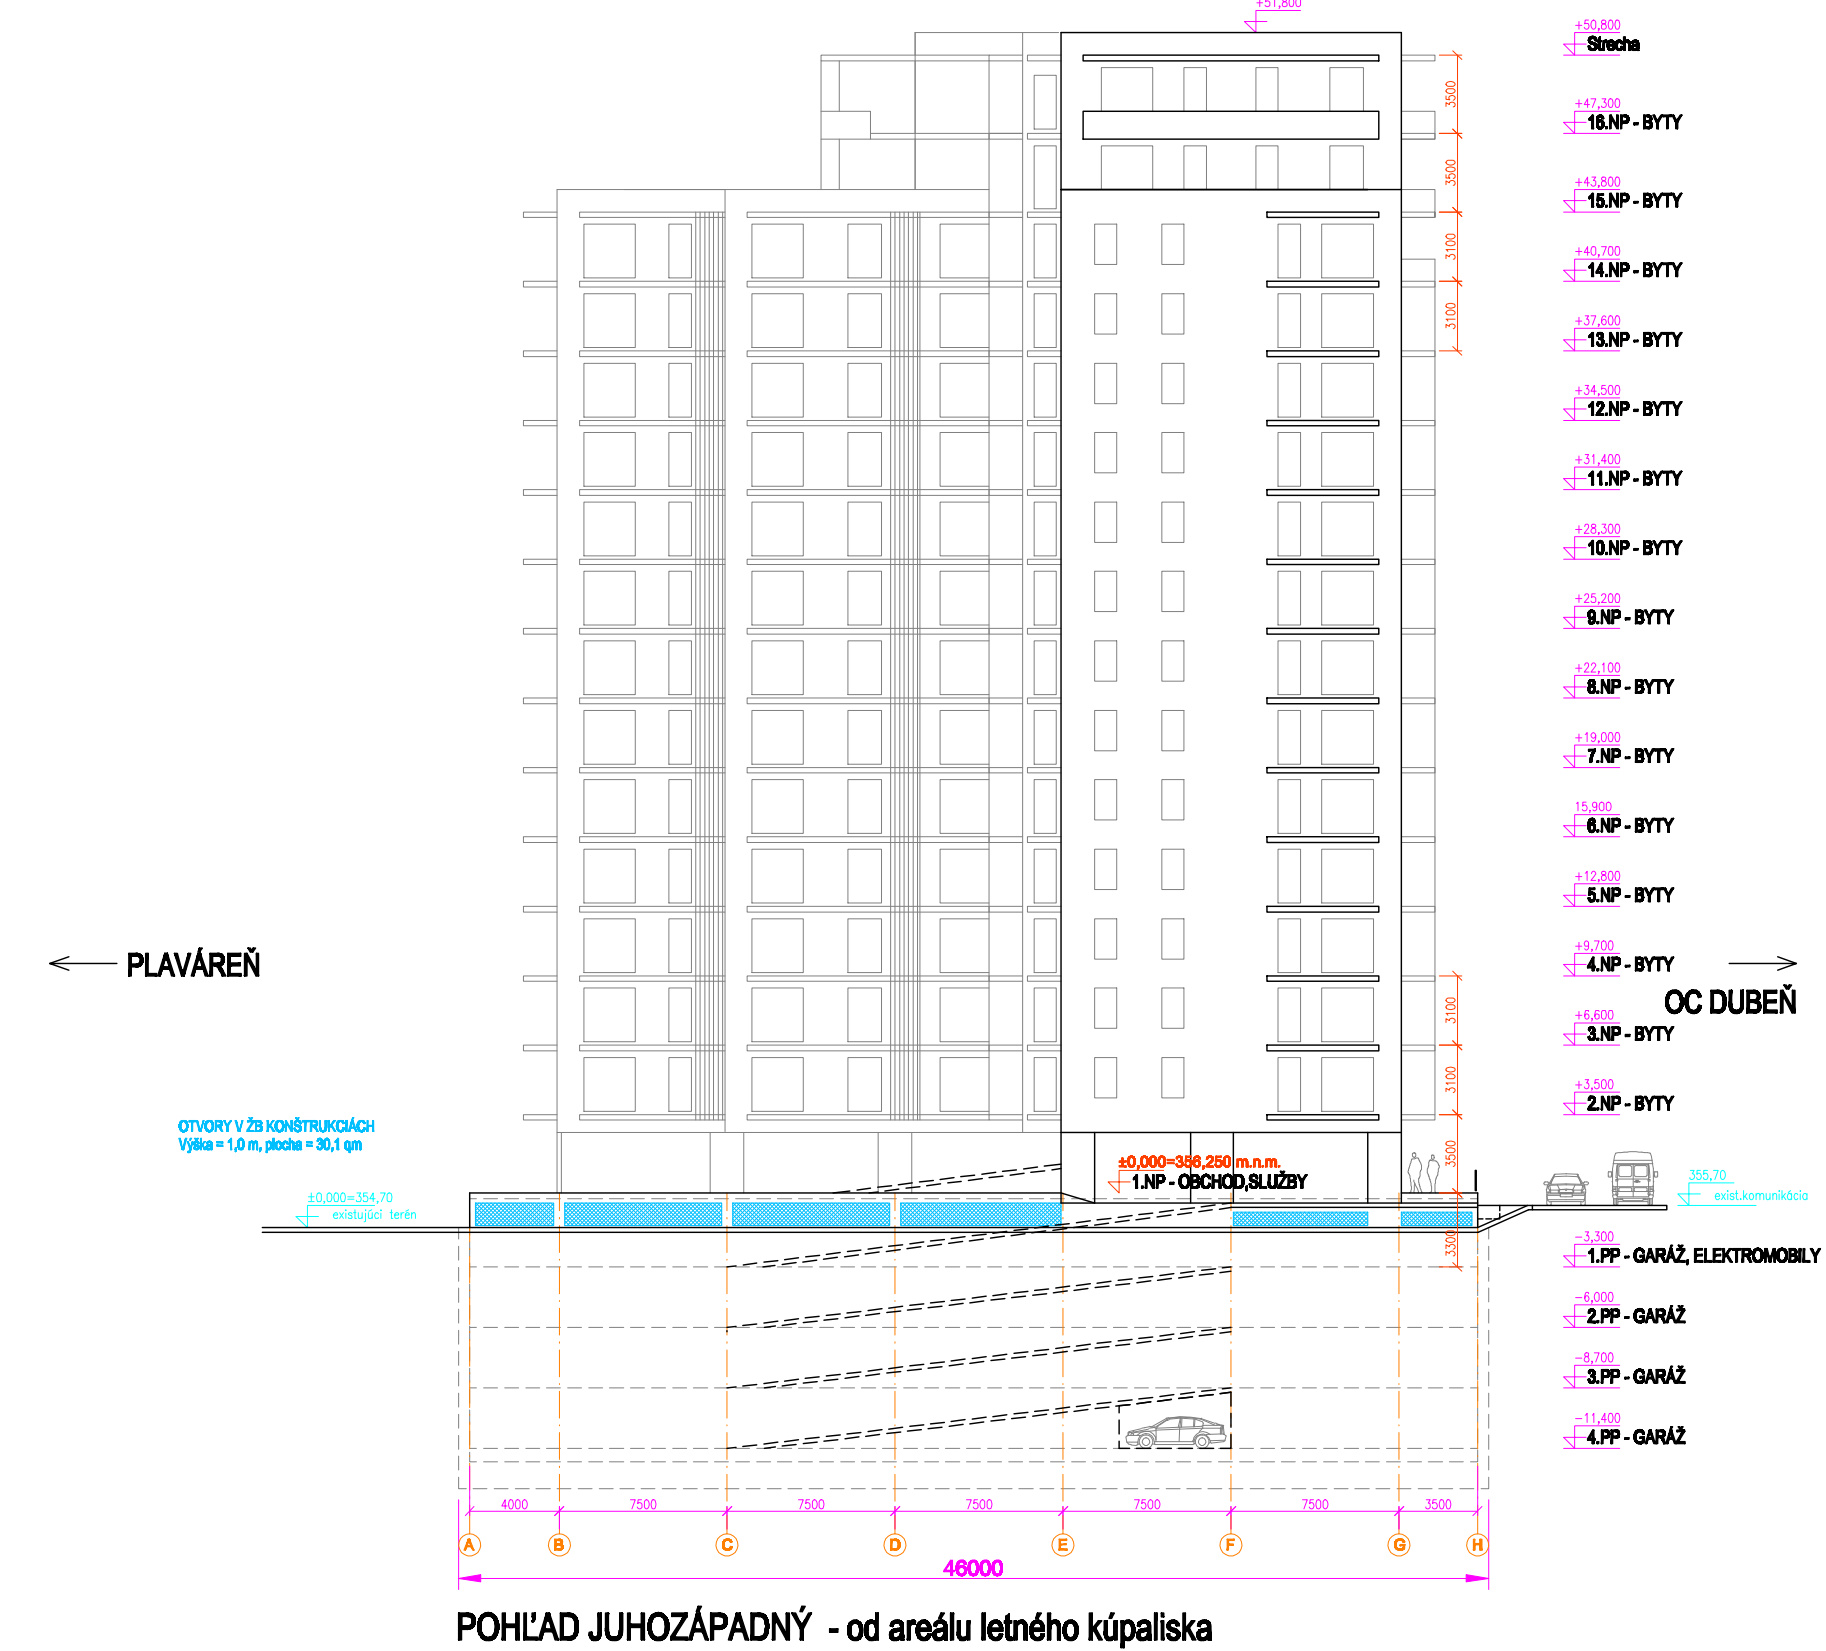 +51,800
+50,800
Strecha
3500
+47,300
16.NP - BYTY
3500
+43,800
15.NP - BYTY
3100
+40,700
14.NP - BYTY
3100
+37,600
13.NP - BYTY
+34,500
12.NP - BYTY
+31,400
11.NP - BYTY
+28,300
10.NP - BYTY
+25,200
9.NP - BYTY
+22,100
8.NP - BYTY
+19,000
7.NP - BYTY
15,900
6.NP - BYTY
+12,800
5.NP - BYTY
+9,700
4.NP - BYTY
PLAVÁREŇ
OC DUBEŇ
3100
+6,600
3.NP - BYTY
3100
+3,500
2.NP - BYTY
OTVORY V ŽB KONŠTRUKCIÁCH
Výška = 1,0 m, plocha = 30,1 qm
3500
±0,000=356,250 m.n.m.
1.NP - OBCHOD,SLUŽBY
355,70
exist.komunikácia
±0,000=354,70
existujúci terén
3300
-3,300
1.PP - GARÁŽ, ELEKTROMOBILY
-6,000
2.PP - GARÁŽ
-8,700
3.PP - GARÁŽ
-11,400
4.PP - GARÁŽ
4000 7500 7500 7500 7500 7500 3500
A B C D E F G H
46000
POHĽAD JUHOZÁPADNÝ - od areálu letného kúpaliska